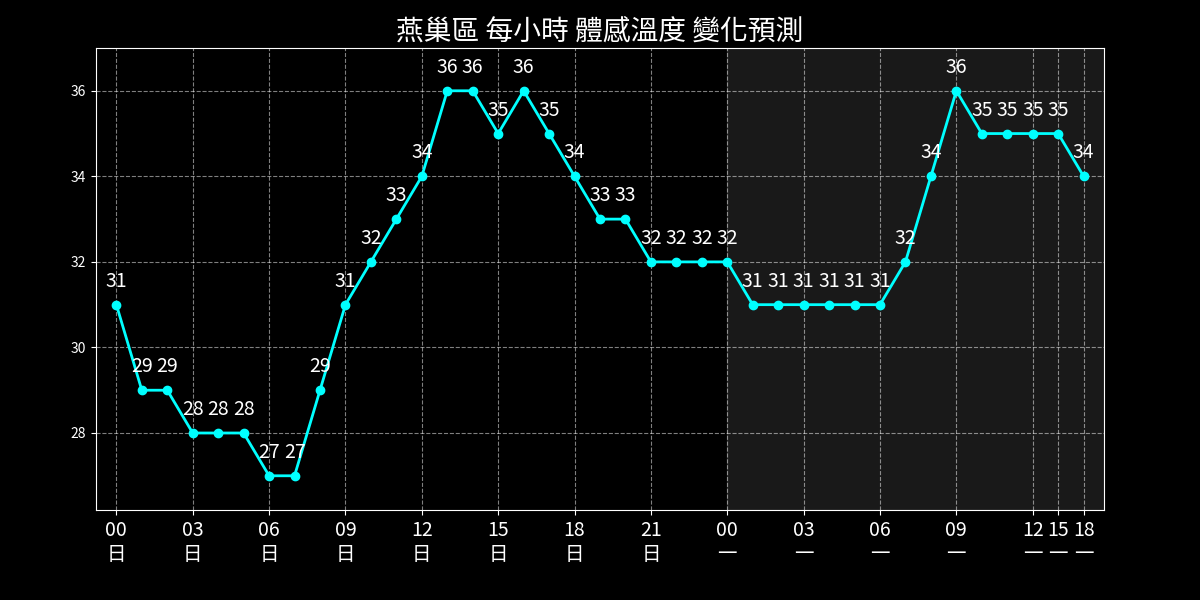 燕巢區 每小時 體感溫度 變化預測
36 36 36 36
36
35 35 35 35 35 35
34 34 34 34
34
33 33 33
32 32 32 32 32 32
32
31 31 31 31 31 31 31 31
30
29 29 29
28 28 28
28
27 27
00 03 06 09 12 15 18 21 00 03 06 09 12 15 18
日 日 日 日 日 日 日 日 一 一 一 一 一 一 一